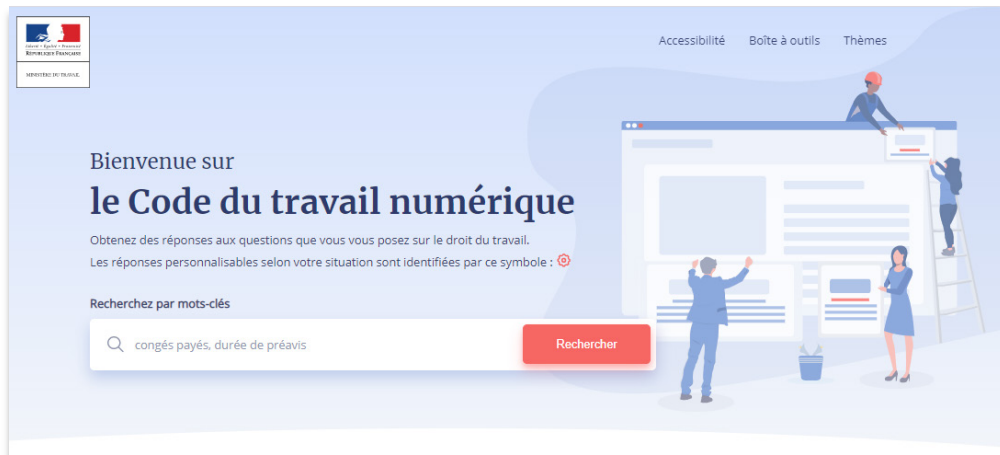 Liberté • Égalité • Fraternité
RÉPUBLIQUE FRANÇAISE
MINISTÈRE DU TRAVAIL
Accessibilité Boîte à outils Thèmes
Bienvenue sur
le Code du travail numérique
Obtenez des réponses aux questions que vous vous posez sur le droit du travail.
Les réponses personnalisables selon votre situation sont identifiées par ce symbole :
Recherchez par mots-clés
congés payés, durée de préavis
Rechercher